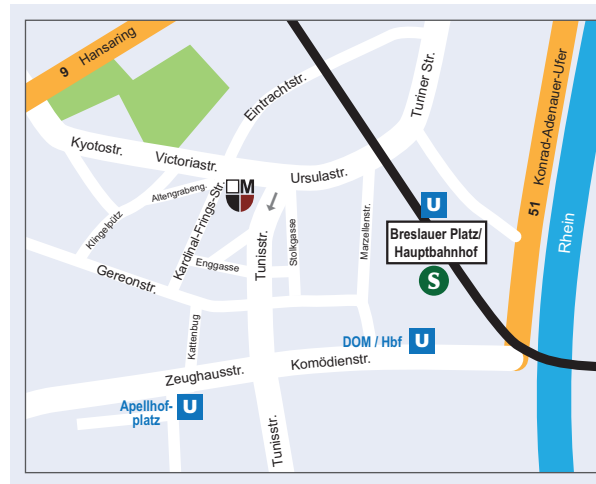 9 Hansaring
Eintrachtstr.
Turiner Str.
51 Konrad-Adenauer-Ufer
Rhein
Kyotostr.
Victoriastr.
Ursulastr.
M
Altengrabeng.
Kardinal-Frings-Str.
Klingelpütz
U
Breslauer Platz/
Hauptbahnhof
S
Gereonstr.
Enggasse
Tunisstr.
Stolkgasse
Marzellenstr.
Kattenbug
DOM / Hbf U
Zeughausstr.
Komödienstr.
Apellhof-
platz
U
Tunisstr.